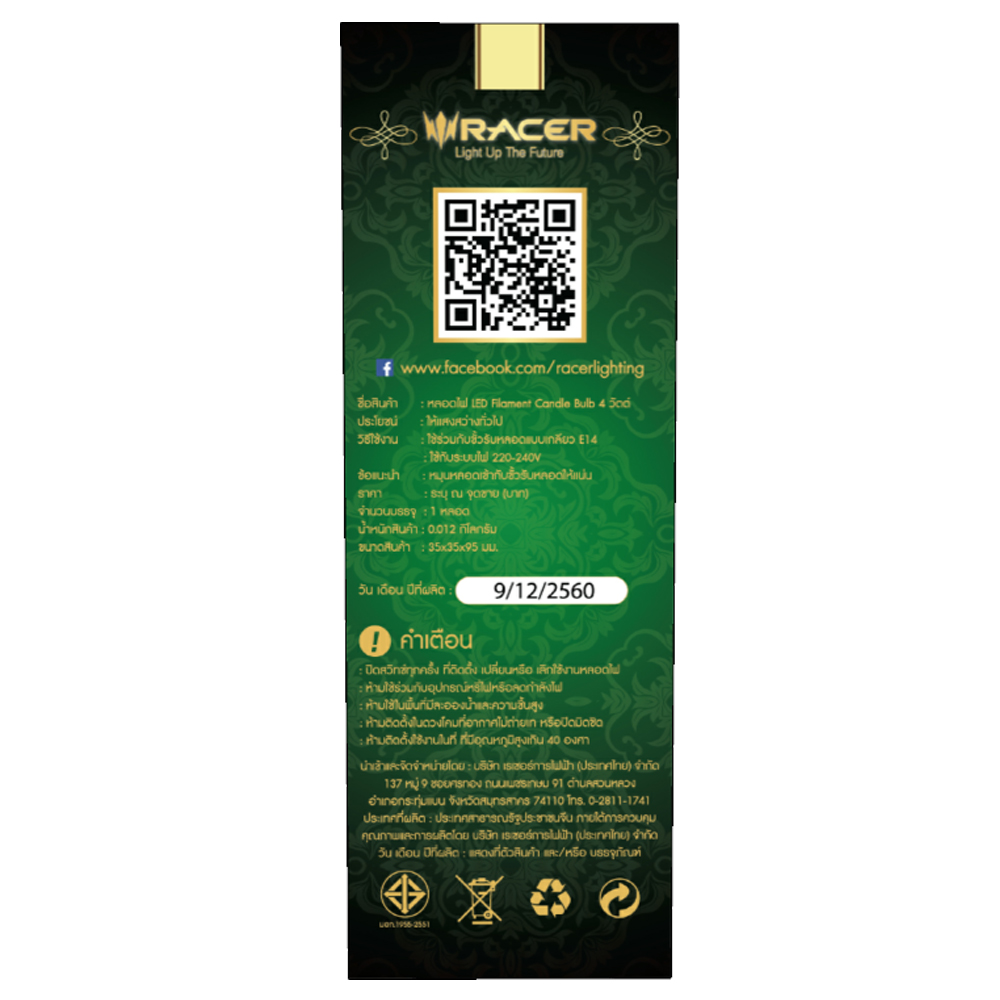 RACER
Light Up The Future
www.facebook.com/racerlighting
ชื่อสินค้า : หลอดไฟ LED Filament Candle Bulb 4 วัตต์
ประโยชน์ : ให้แสงสว่างทั่วไป
วิธีใช้งาน : ใช้ร่วมกับขั้วรับหลอดแบบเกลียว E14
: ใช้กับระบบไฟ 220-240V
ข้อแนะนำ : หมุนหลอดเข้ากับขั้วรับหลอดให้แน่น
ราคา : ระบุ ณ จุดขาย (บาท)
จำนวนบรรจุ : 1 หลอด
น้ำหนักสินค้า : 0.012 กิโลกรัม
ขนาดสินค้า : 35x35x95 มม.
วัน เดือน ปีที่ผลิต : 9/12/2560
! คำเตือน
: ปิดสวิทช์ทุกครั้ง ที่ติดตั้ง เปลี่ยนหรือ เลิกใช้งานหลอดไฟ
: ห้ามใช้ร่วมกับอุปกรณ์หรี่ไฟหรือลดกำลังไฟ
: ห้ามใช้ในพื้นที่มีละอองน้ำและความชื้นสูง
: ห้ามติดตั้งในดวงโคมที่อากาศไม่ถ่ายเท หรือปิดมิดชิด
: ห้ามติดตั้งใช้งานในที่ ที่มีอุณหภูมิสูงเกิน 40 องศา
นำเข้าและจัดจำหน่ายโดย : บริษัท เรเซอร์การไฟฟ้า (ประเทศไทย) จำกัด
137 หมู่ 9 ซอยศรทอง ถนนเพชรเกษม 91 ตำบลสวนหลวง
อำเภอกระทุ่มแบน จังหวัดสมุทรสาคร 74110 โทร. 0-2811-1741
ประเทศที่ผลิต : ประเทศสาธารณรัฐประชาชนจีน ภายใต้การควบคุม
คุณภาพและการผลิตโดย บริษัท เรเซอร์การไฟฟ้า (ประเทศไทย) จำกัด
วัน เดือน ปีที่ผลิต : แสดงที่ตัวสินค้า และ/หรือ บรรจุภัณฑ์
มอก.1956-2551